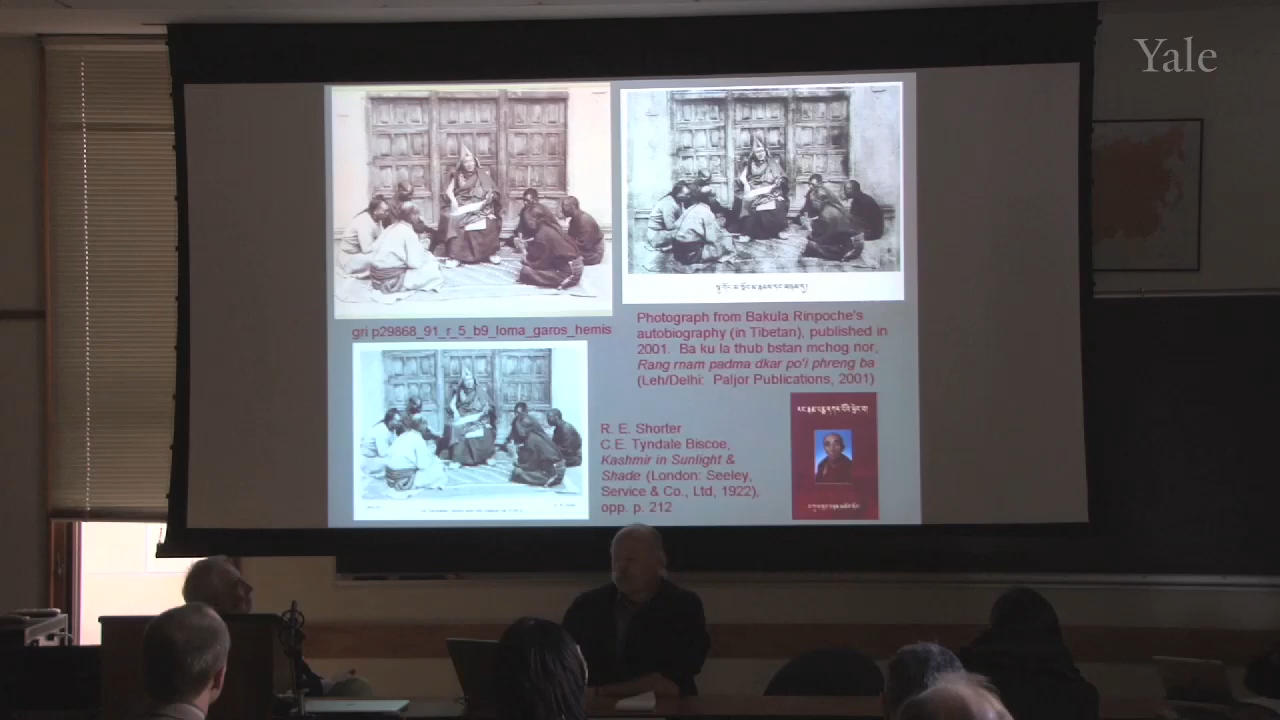 Yale
gri p29868_91_r_5_b9_loma_garos_hemis
Photograph from Bakula Rinpoche's
autobiography (in Tibetan), published in
2001. Ba ku la thub bstan mchog nor,
Rang rnam padma dkar po'i phreng ba
(Leh/Delhi: Paljor Publications, 2001)
R. E. Shorter
C.E. Tyndale Biscoe,
Kashmir in Sunlight &
Shade (London: Seeley,
Service & Co., Ltd, 1922),
opp. p. 212